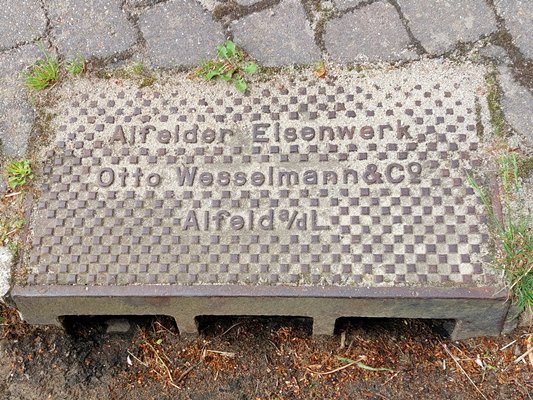 Alfelder Eisenwerk
Otto Wesselmann & Co
Alfeld a/d L.